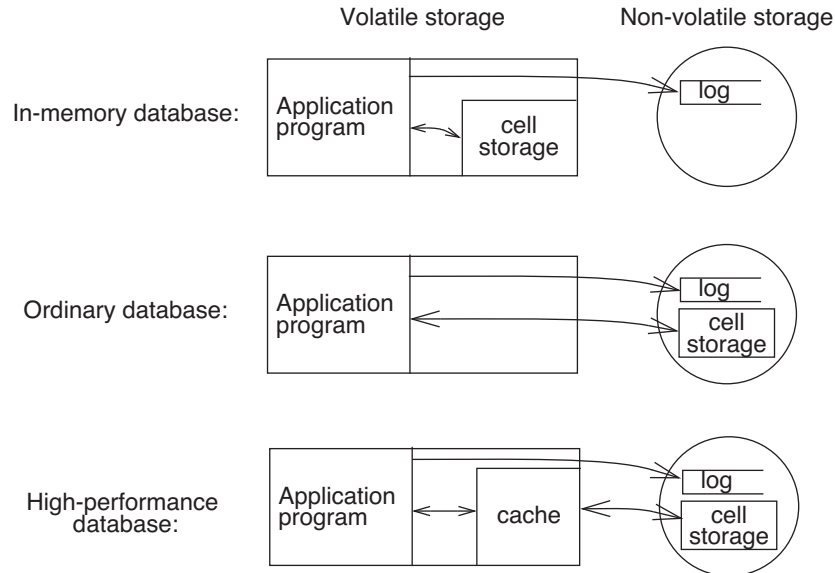 Volatile storage
Non-volatile storage
In-memory database:
Application
program
cell
storage
log
Ordinary database:
Application
program
log
cell
storage
High-performance
database:
Application
program
cache
log
cell
storage